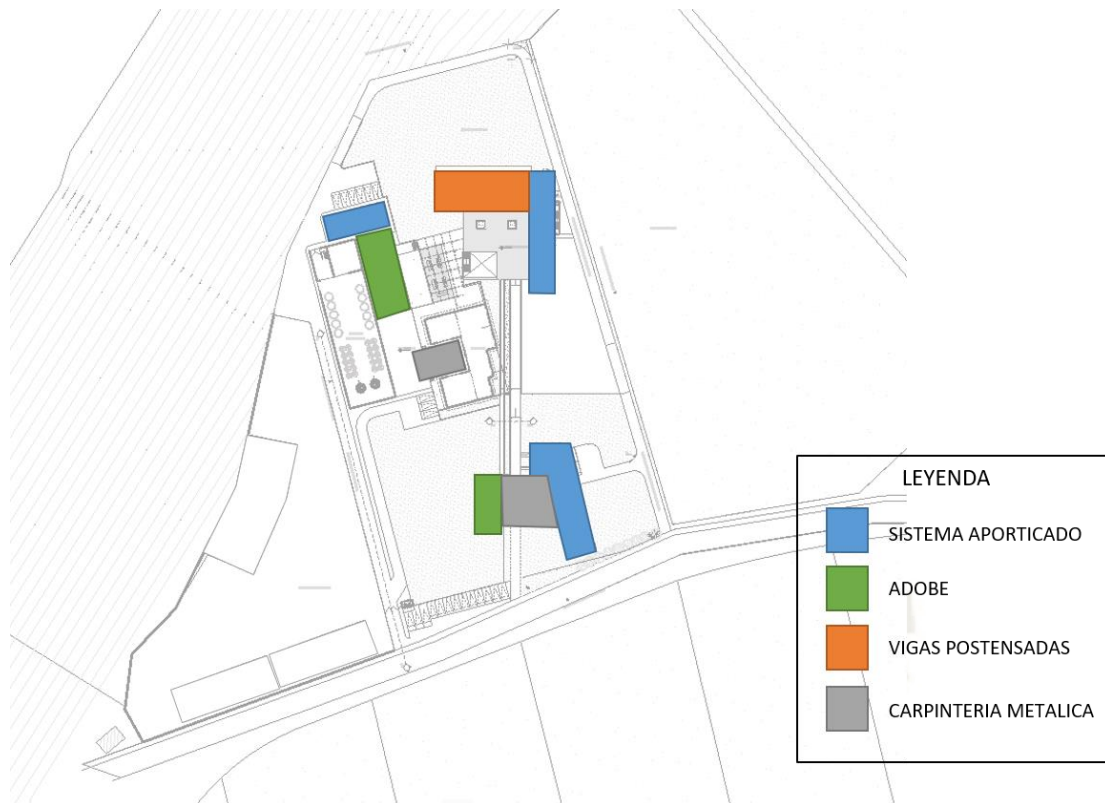 LEYENDA
SISTEMA APORTICADO
ADOBE
VIGAS POSTENSADAS
CARPINTERIA METALICA